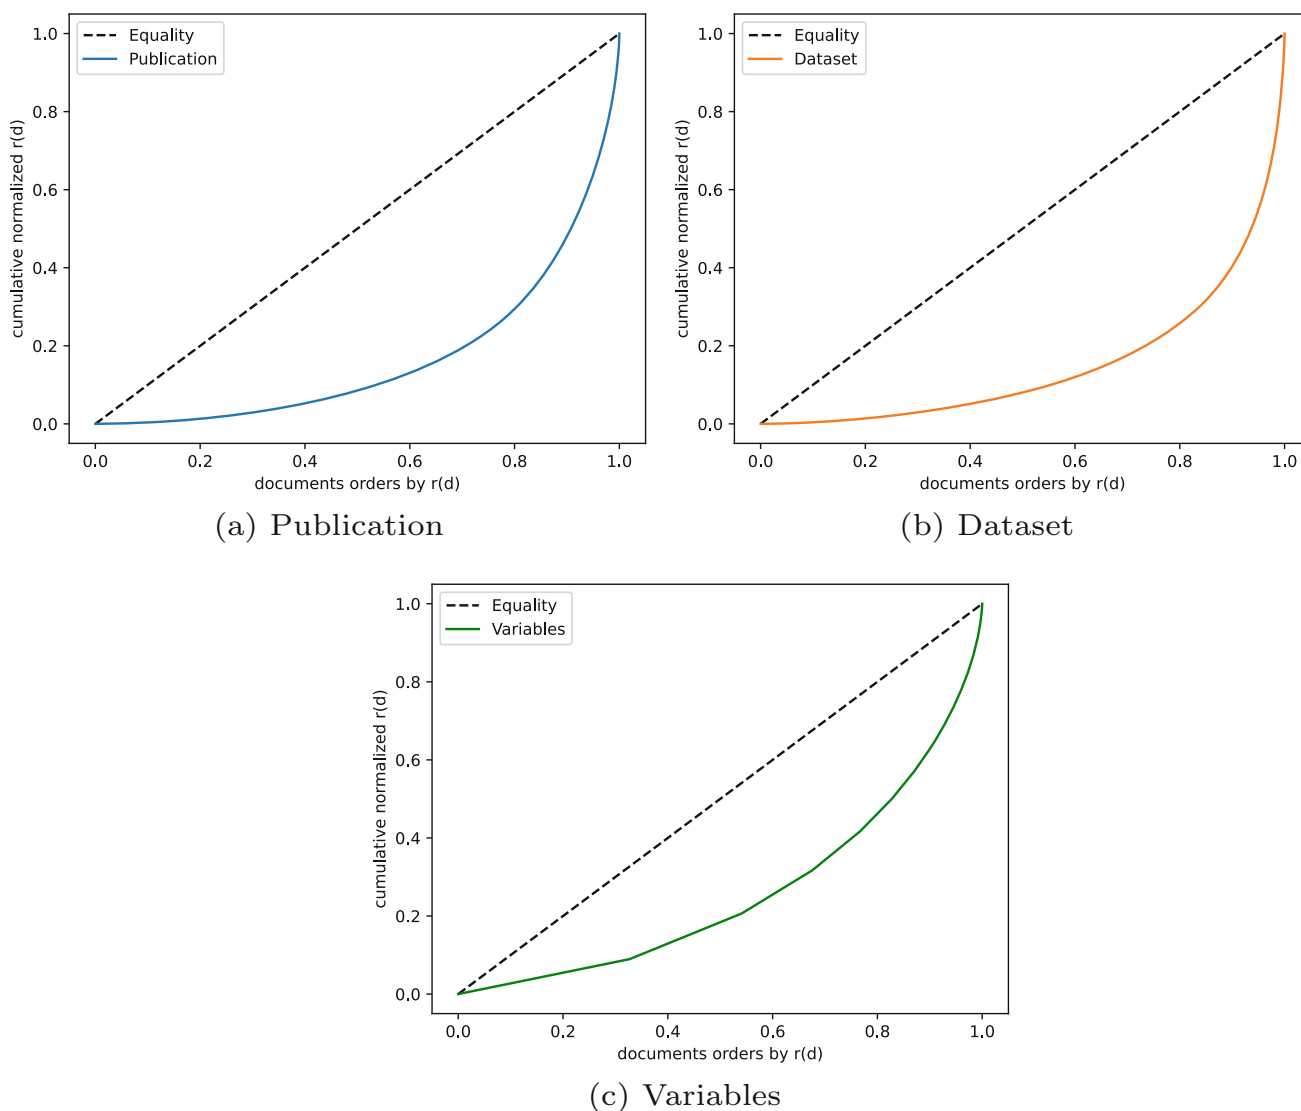 1.0
0.8
0.6
0.4
0.2
0.0
cumulative normalized r(d)
Equality
Publication
0.0 0.2 0.4 0.6 0.8 1.0
documents orders by r(d)
(a) Publication
1.0
0.8
0.6
0.4
0.2
0.0
cumulative normalized r(d)
Equality
Dataset
0.0 0.2 0.4 0.6 0.8 1.0
documents orders by r(d)
(b) Dataset
1.0
0.8
0.6
0.4
0.2
0.0
cumulative normalized r(d)
Equality
Variables
0.0 0.2 0.4 0.6 0.8 1.0
documents orders by r(d)
(c) Variables